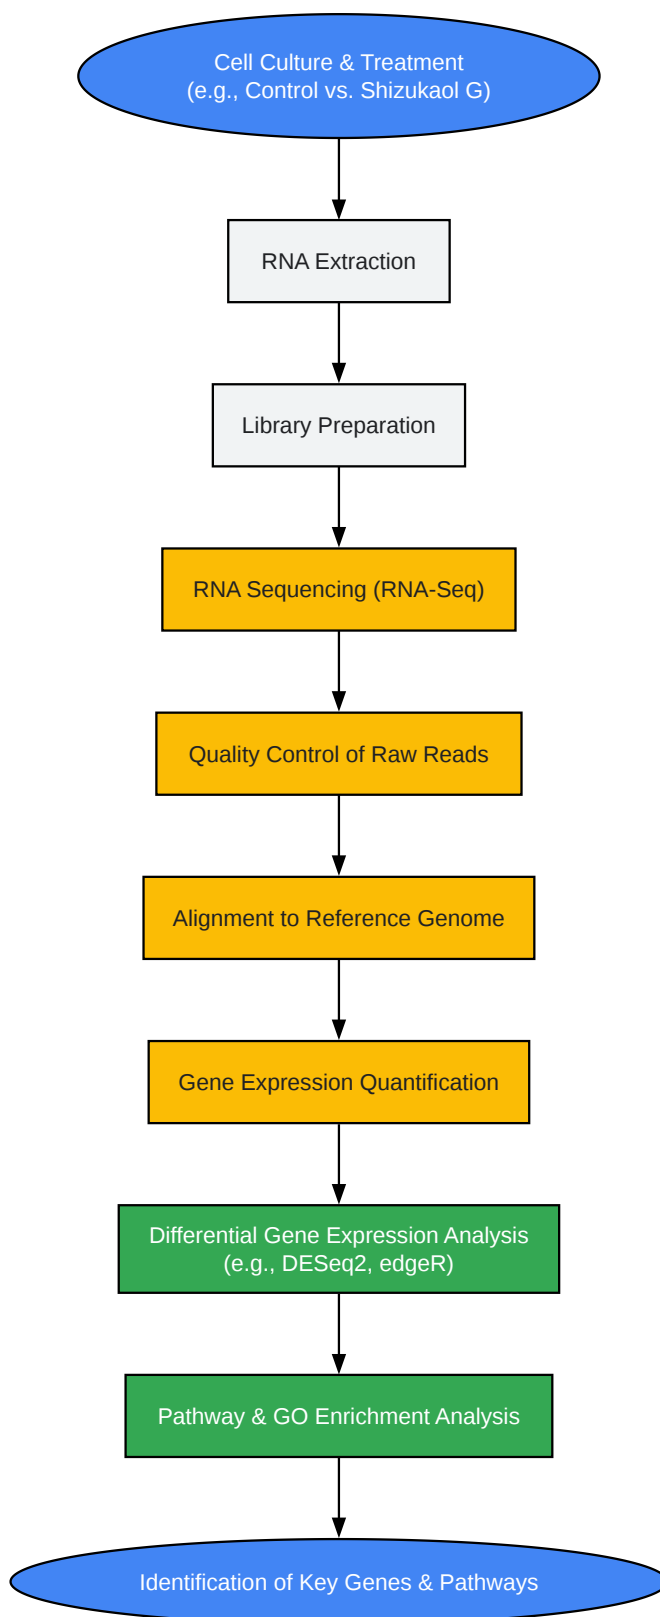 Cell Culture & Treatment
(e.g., Control vs. Shizukaol G)
RNA Extraction
Library Preparation
RNA Sequencing (RNA-Seq)
Quality Control of Raw Reads
Alignment to Reference Genome
Gene Expression Quantification
Differential Gene Expression Analysis
(e.g., DESeq2, edgeR)
Pathway & GO Enrichment Analysis
Identification of Key Genes & Pathways